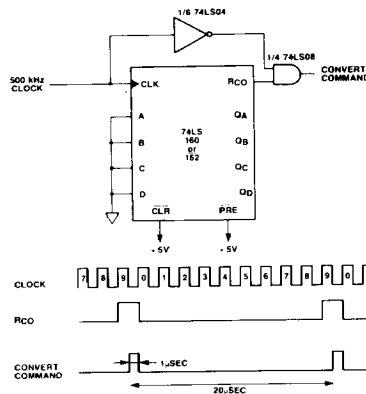 1/6 74LS04
1/4 74LS08
CONVERT
COMMAND
500 kHz
CLOCK
CLK
RCO
A
QA
B
74LS
160
or
162
QB
C
QC
D
QD
CLR
PRE
+5V
+5V
CLOCK
7 8 9 0 1 2 3 4 5 6 7 8 9 0
RCO
1µSEC
CONVERT
COMMAND
20µSEC